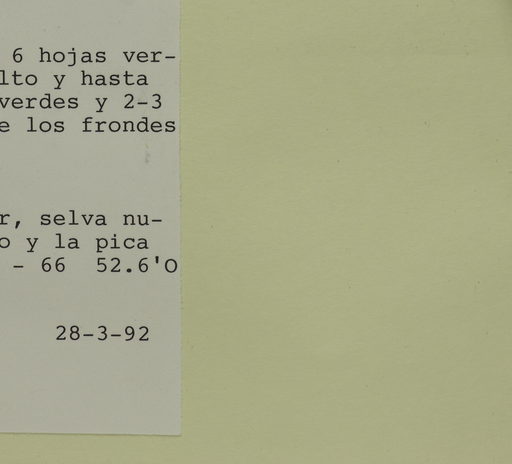 6 hojas ver-
lto y hasta
verdes y 2-3
e los frondes
r, selva nu-
o y la pica
- 66  52.6'O
28-3-92